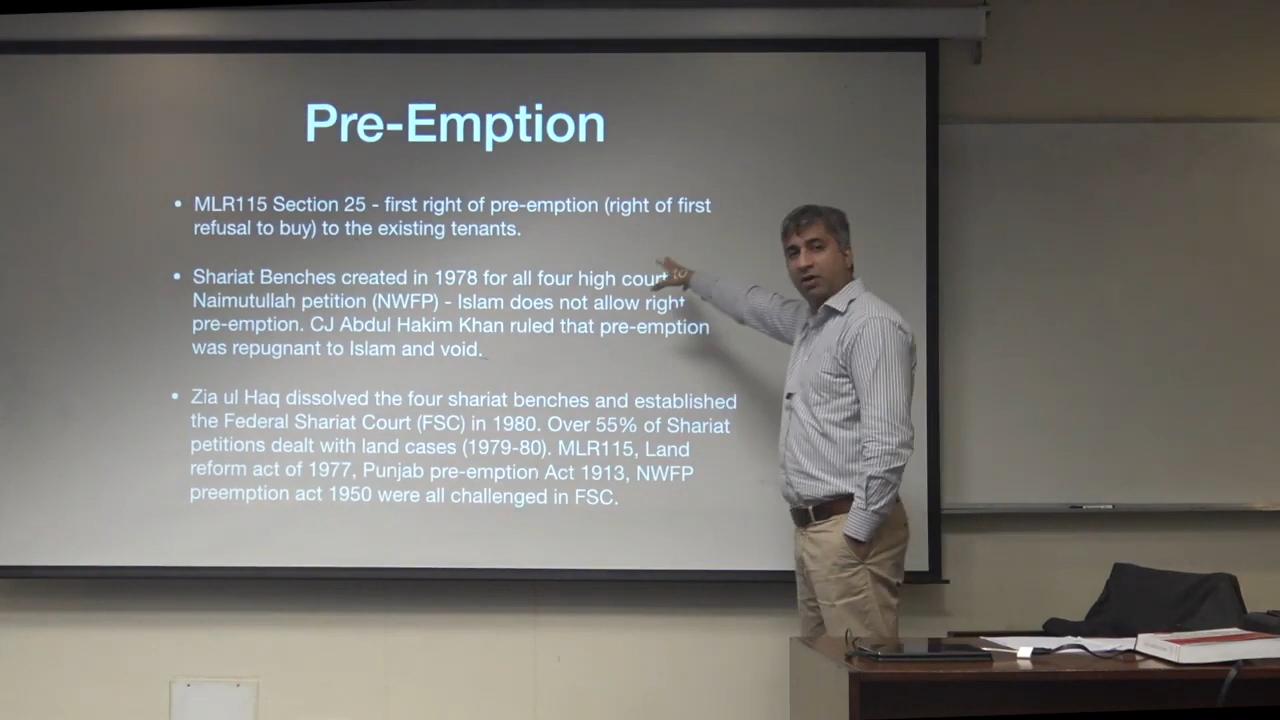 Pre-Emption
• MLR115 Section 25 - first right of pre-emption (right of first
refusal to buy) to the existing tenants.
• Shariat Benches created in 1978 for all four high court to
Naimutullah petition (NWFP) - Islam does not allow right
pre-emption. CJ Abdul Hakim Khan ruled that pre-emption
was repugnant to Islam and void.
• Zia ul Haq dissolved the four shariat benches and established
the Federal Shariat Court (FSC) in 1980. Over 55% of Shariat
petitions dealt with land cases (1979-80). MLR115, Land
reform act of 1977, Punjab pre-emption Act 1913, NWFP
preemption act 1950 were all challenged in FSC.